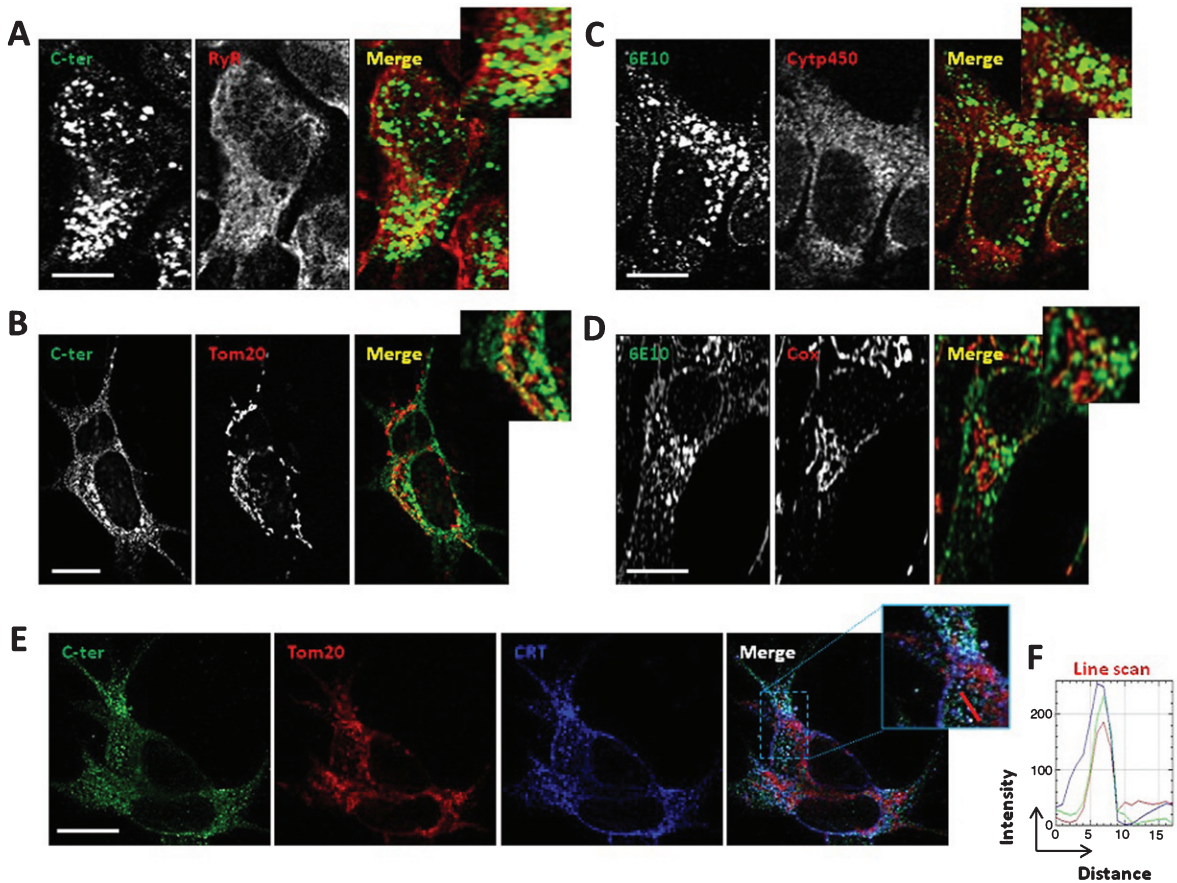 A
C-ter RyR Merge
C
6E10 Cytp450 Merge
B
C-ter Tom20 Merge
D
6E10 Cox Merge
E
C-ter Tom20 CRT Merge
F
Line scan
200
100
0
0 5 10 15
Intensity
Distance